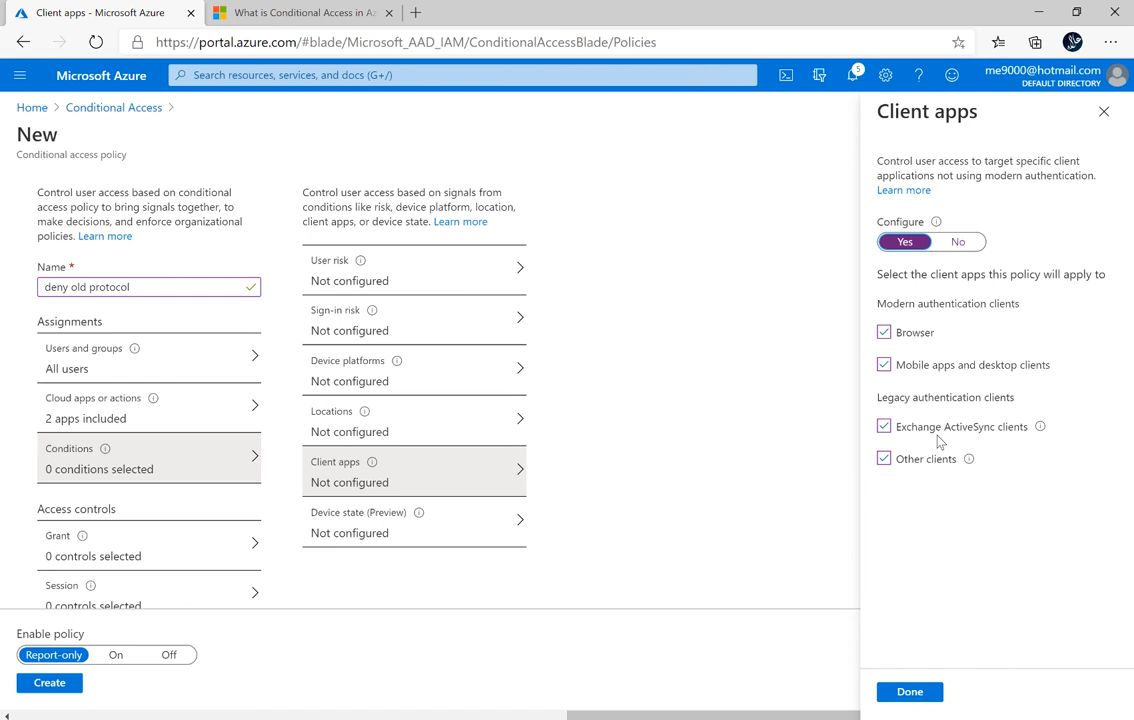 Client apps - Microsoft Azure
What is Conditional Access in Az
https://portal.azure.com/#blade/Microsoft_AAD_IAM/ConditionalAccessBlade/Policies
Microsoft Azure
Search resources, services, and docs (G+/)
5
me9000@hotmail.com
DEFAULT DIRECTORY
Home > Conditional Access >
New
Conditional access policy
Control user access based on conditional
access policy to bring signals together, to
make decisions, and enforce organizational
policies. Learn more
Name *
deny old protocol
Assignments
Users and groups
All users
Cloud apps or actions
2 apps included
Conditions
0 conditions selected
Access controls
Grant
0 controls selected
Session
0 controls selected
Enable policy
Report-only On Off
Create
Control user access based on signals from
conditions like risk, device platform, location,
client apps, or device state. Learn more
User risk
Not configured
Sign-in risk
Not configured
Device platforms
Not configured
Locations
Not configured
Client apps
Not configured
Device state (Preview)
Not configured
Client apps
Control user access to target specific client
applications not using modern authentication.
Learn more
Configure
Yes No
Select the client apps this policy will apply to
Modern authentication clients
Browser
Mobile apps and desktop clients
Legacy authentication clients
Exchange ActiveSync clients
Other clients
Done